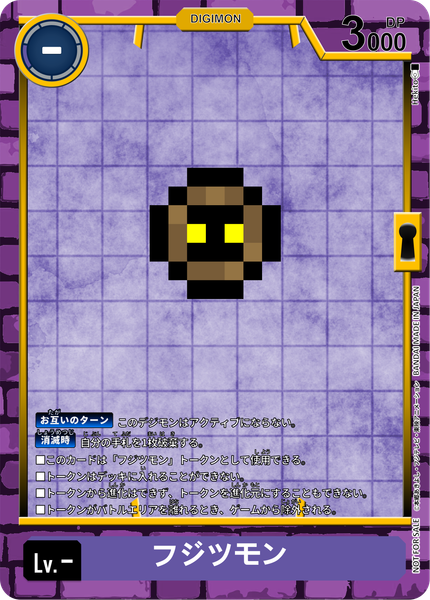 DIGIMON
-
DP
3000
お互いのターン このデジモンはアクティブにならない。
消滅時 自分の手札を1枚破棄する。
■このカードは「フジツモン」トークンとして使用できる。
■トークンはデッキに入れることができない。
■トークンから進化はできず、トークンを進化元にすることもできない。
■トークンがバトルエリアを離れるとき、ゲームから除外される。
Lv.-
フジツモン
NOT FOR SALE
BANDAI MADE IN JAPAN